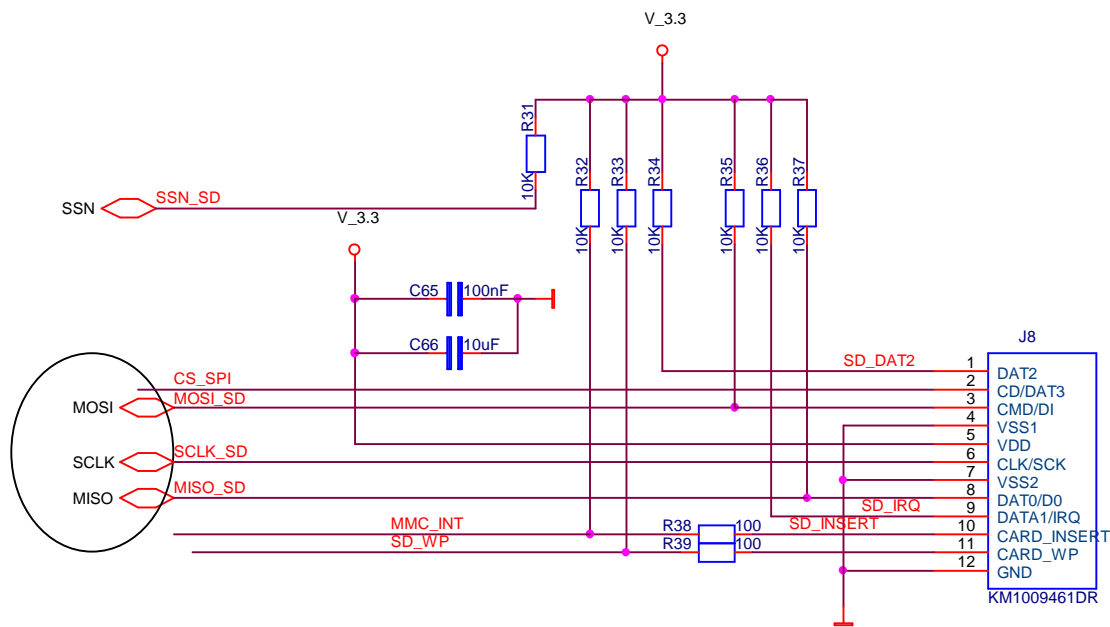 V_3.3
R31
10K
R32
10K
R33
10K
R34
10K
R35
10K
R36
10K
R37
10K
SSN
SSN_SD
V_3.3
C65
100nF
C66
10uF
J8
SD_DAT2
1
DAT2
CS_SPI
2
CD/DAT3
MOSI
MOSI_SD
3
CMD/DI
4
VSS1
5
VDD
SCLK
SCLK_SD
6
CLK/SCK
7
VSS2
MISO
MISO_SD
8
DAT0/D0
SD_IRQ
9
DATA1/IRQ
MMC_INT
R38
100
SD_INSERT
10
CARD_INSERT
SD_WP
R39
100
11
CARD_WP
12
GND
KM1009461DR